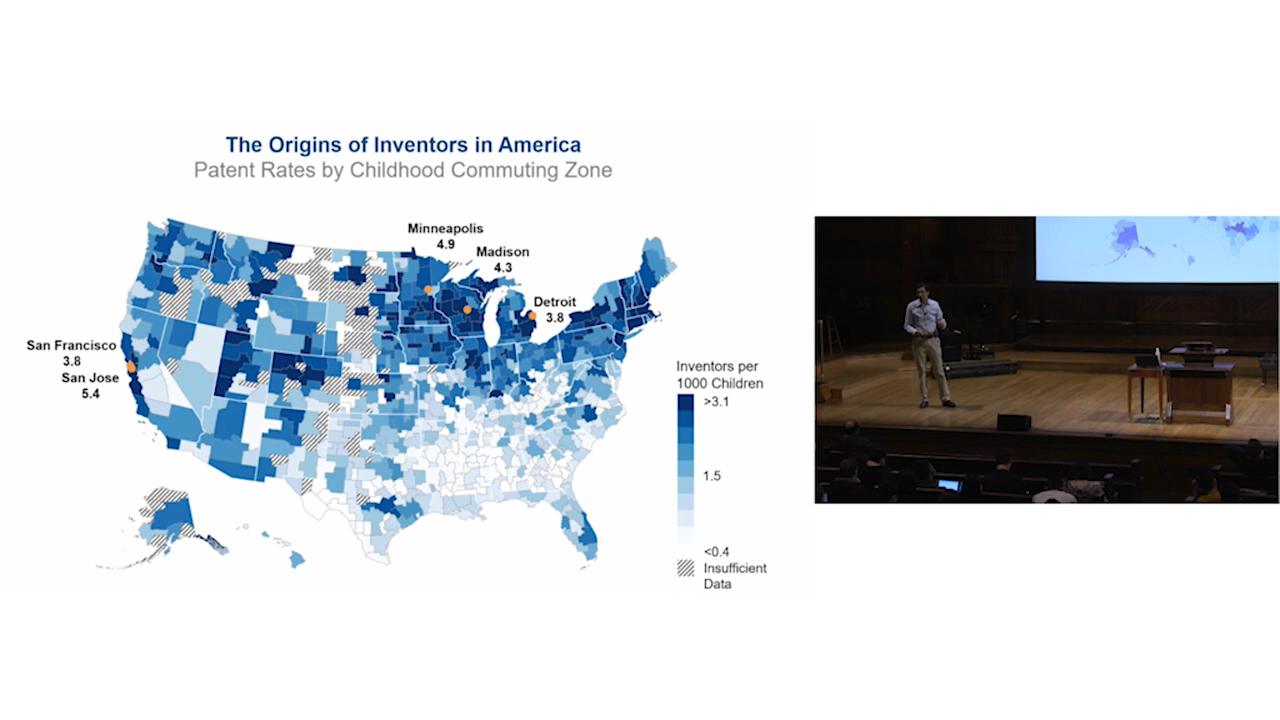 The Origins of Inventors in America
Patent Rates by Childhood Commuting Zone
Minneapolis
4.9
Madison
4.3
Detroit
3.8
San Francisco
3.8
San Jose
5.4
Inventors per
1000 Children
>3.1
1.5
<0.4
Insufficient
Data